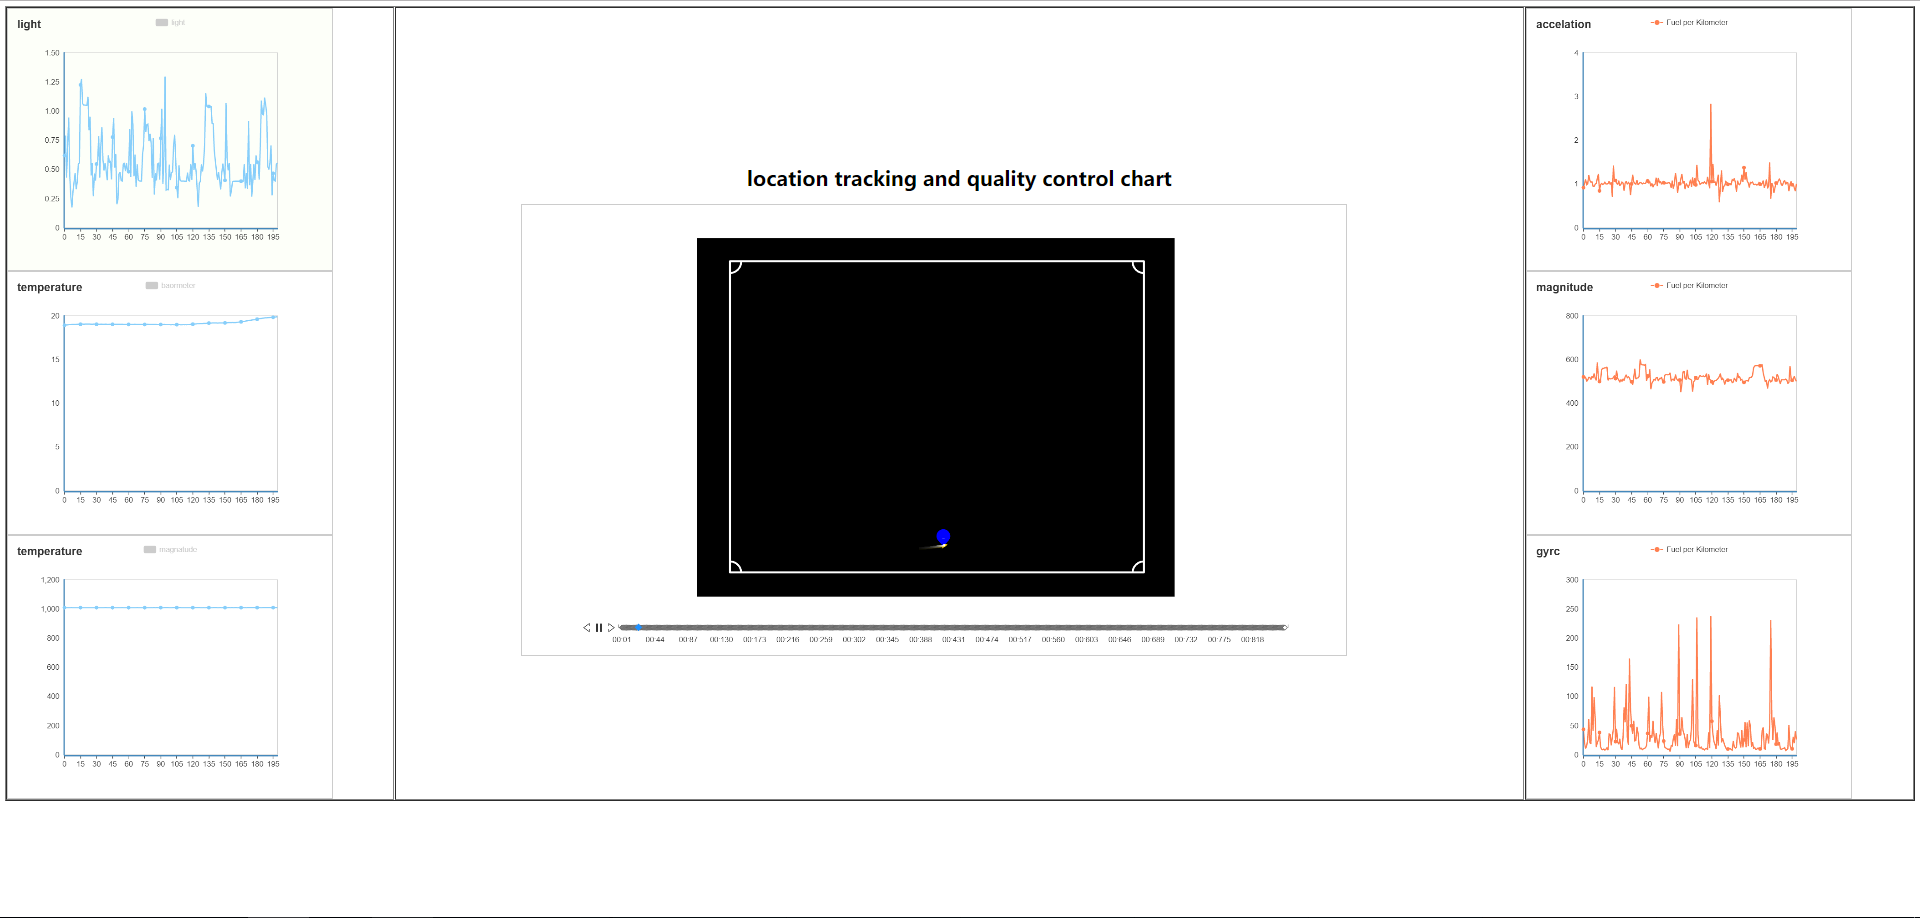 light
light
1.50
1.25
1.00
0.75
0.50
0.25
0
0 15 30 45 60 75 90 105 120 135 150 165 180 195
temperature
baormeter
20
15
10
5
0
0 15 30 45 60 75 90 105 120 135 150 165 180 195
temperature
magnatude
1,200
1,000
800
600
400
200
0
0 15 30 45 60 75 90 105 120 135 150 165 180 195
location tracking and quality control chart
00:01 00:44 00:87 00:130 00:173 00:216 00:259 00:302 00:345 00:388 00:431 00:474 00:517 00:560 00:603 00:646 00:689 00:732 00:775 00:818
accelation
Fuel per Kilometer
4
3
2
1
0
0 15 30 45 60 75 90 105 120 135 150 165 180 195
magnitude
Fuel per Kilometer
800
600
400
200
0
0 15 30 45 60 75 90 105 120 135 150 165 180 195
gyrc
Fuel per Kilometer
300
250
200
150
100
50
0
0 15 30 45 60 75 90 105 120 135 150 165 180 195